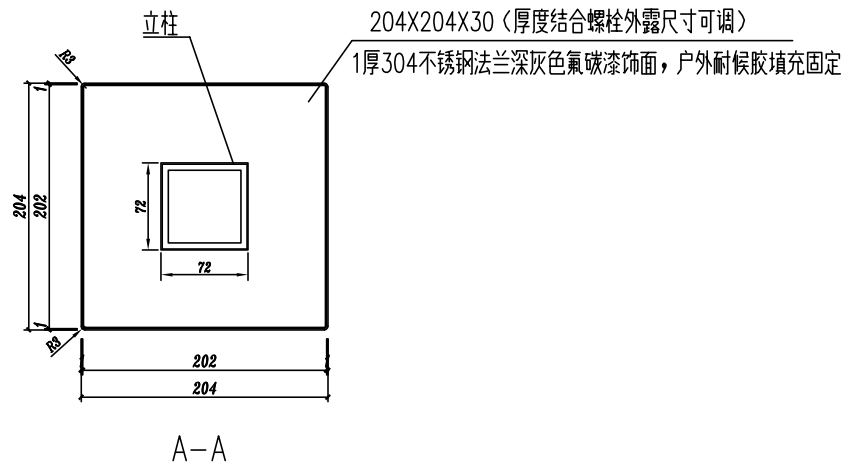 立柱
204X204X30（厚度结合螺栓外露尺寸可调）
1厚304不锈钢法兰深灰色氟碳漆饰面，户外耐候胶填充固定
R3
1
204
202
72
72
1
R3
202
204
A-A